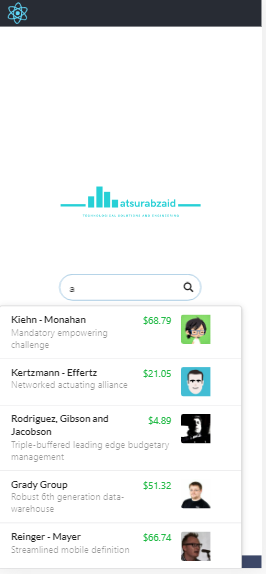 atsurabzaid
TECHNOLOGICAL SOLUTIONS AND ENGINEERING
a
Kiehn - Monahan $68.79
Mandatory empowering
challenge
Kertzmann - Effertz $21.05
Networked actuating alliance
Rodriguez, Gibson and $4.89
Jacobson
Triple-buffered leading edge budgetary
management
Grady Group $51.32
Robust 6th generation data-
warehouse
Reinger - Mayer $66.74
Streamlined mobile definition